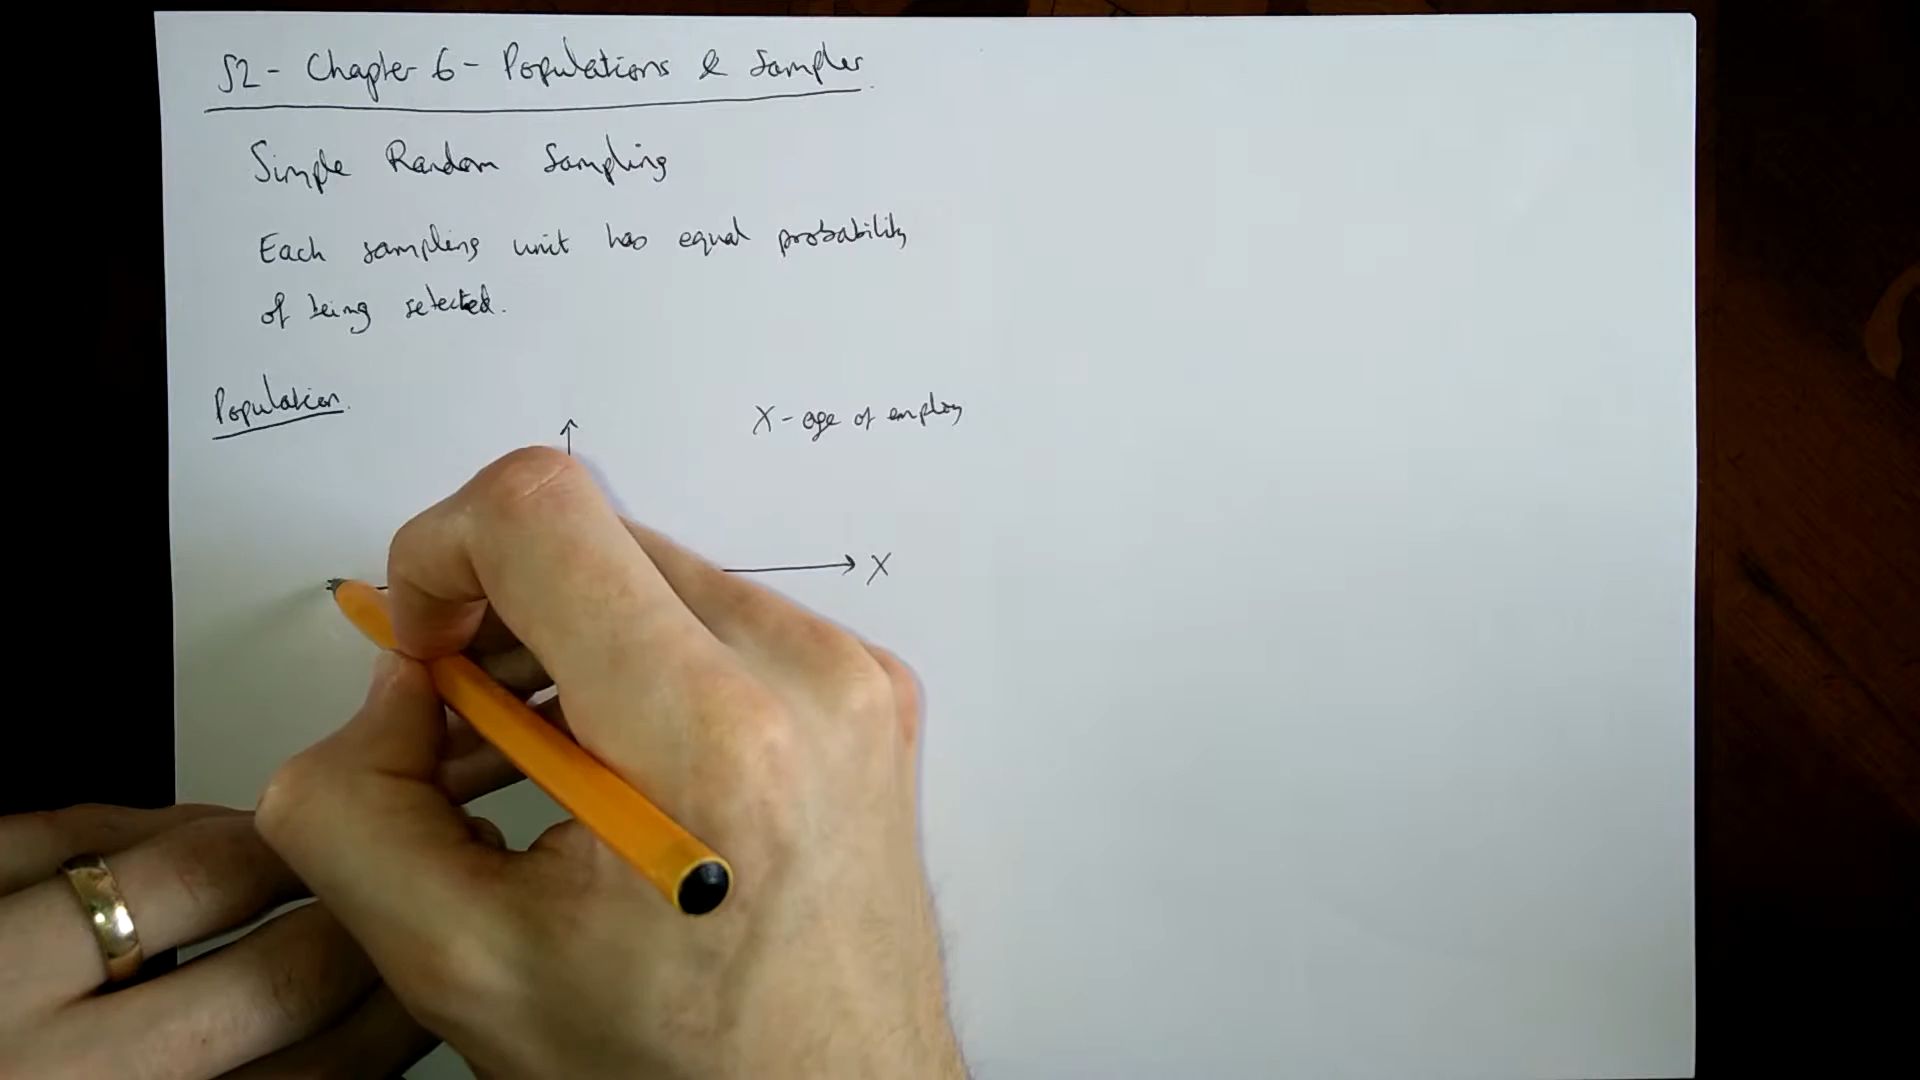 S2 - Chapter 6 - Populations & Samples
Simple Random Sampling
Each sampling unit has equal probability
of being selected.
Population.
X - age of employ
X